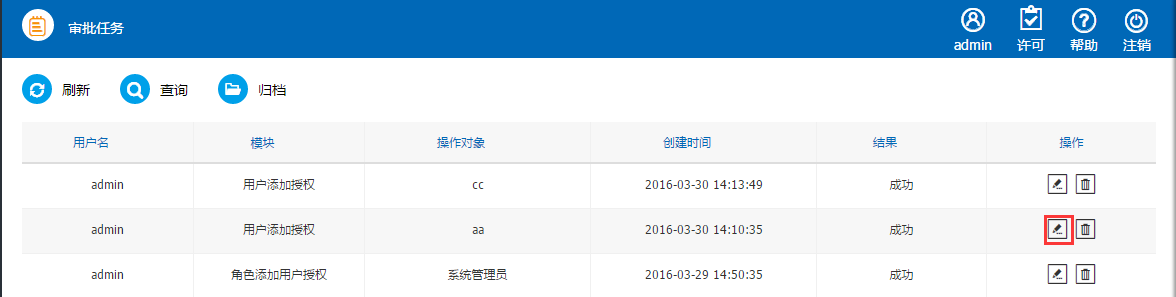 审批任务
admin 许可 帮助 注销
刷新 查询 归档
用户名 模块 操作对象 创建时间 结果 操作
admin 用户添加授权 cc 2016-03-30 14:13:49 成功
admin 用户添加授权 aa 2016-03-30 14:10:35 成功
admin 角色添加用户授权 系统管理员 2016-03-29 14:50:35 成功